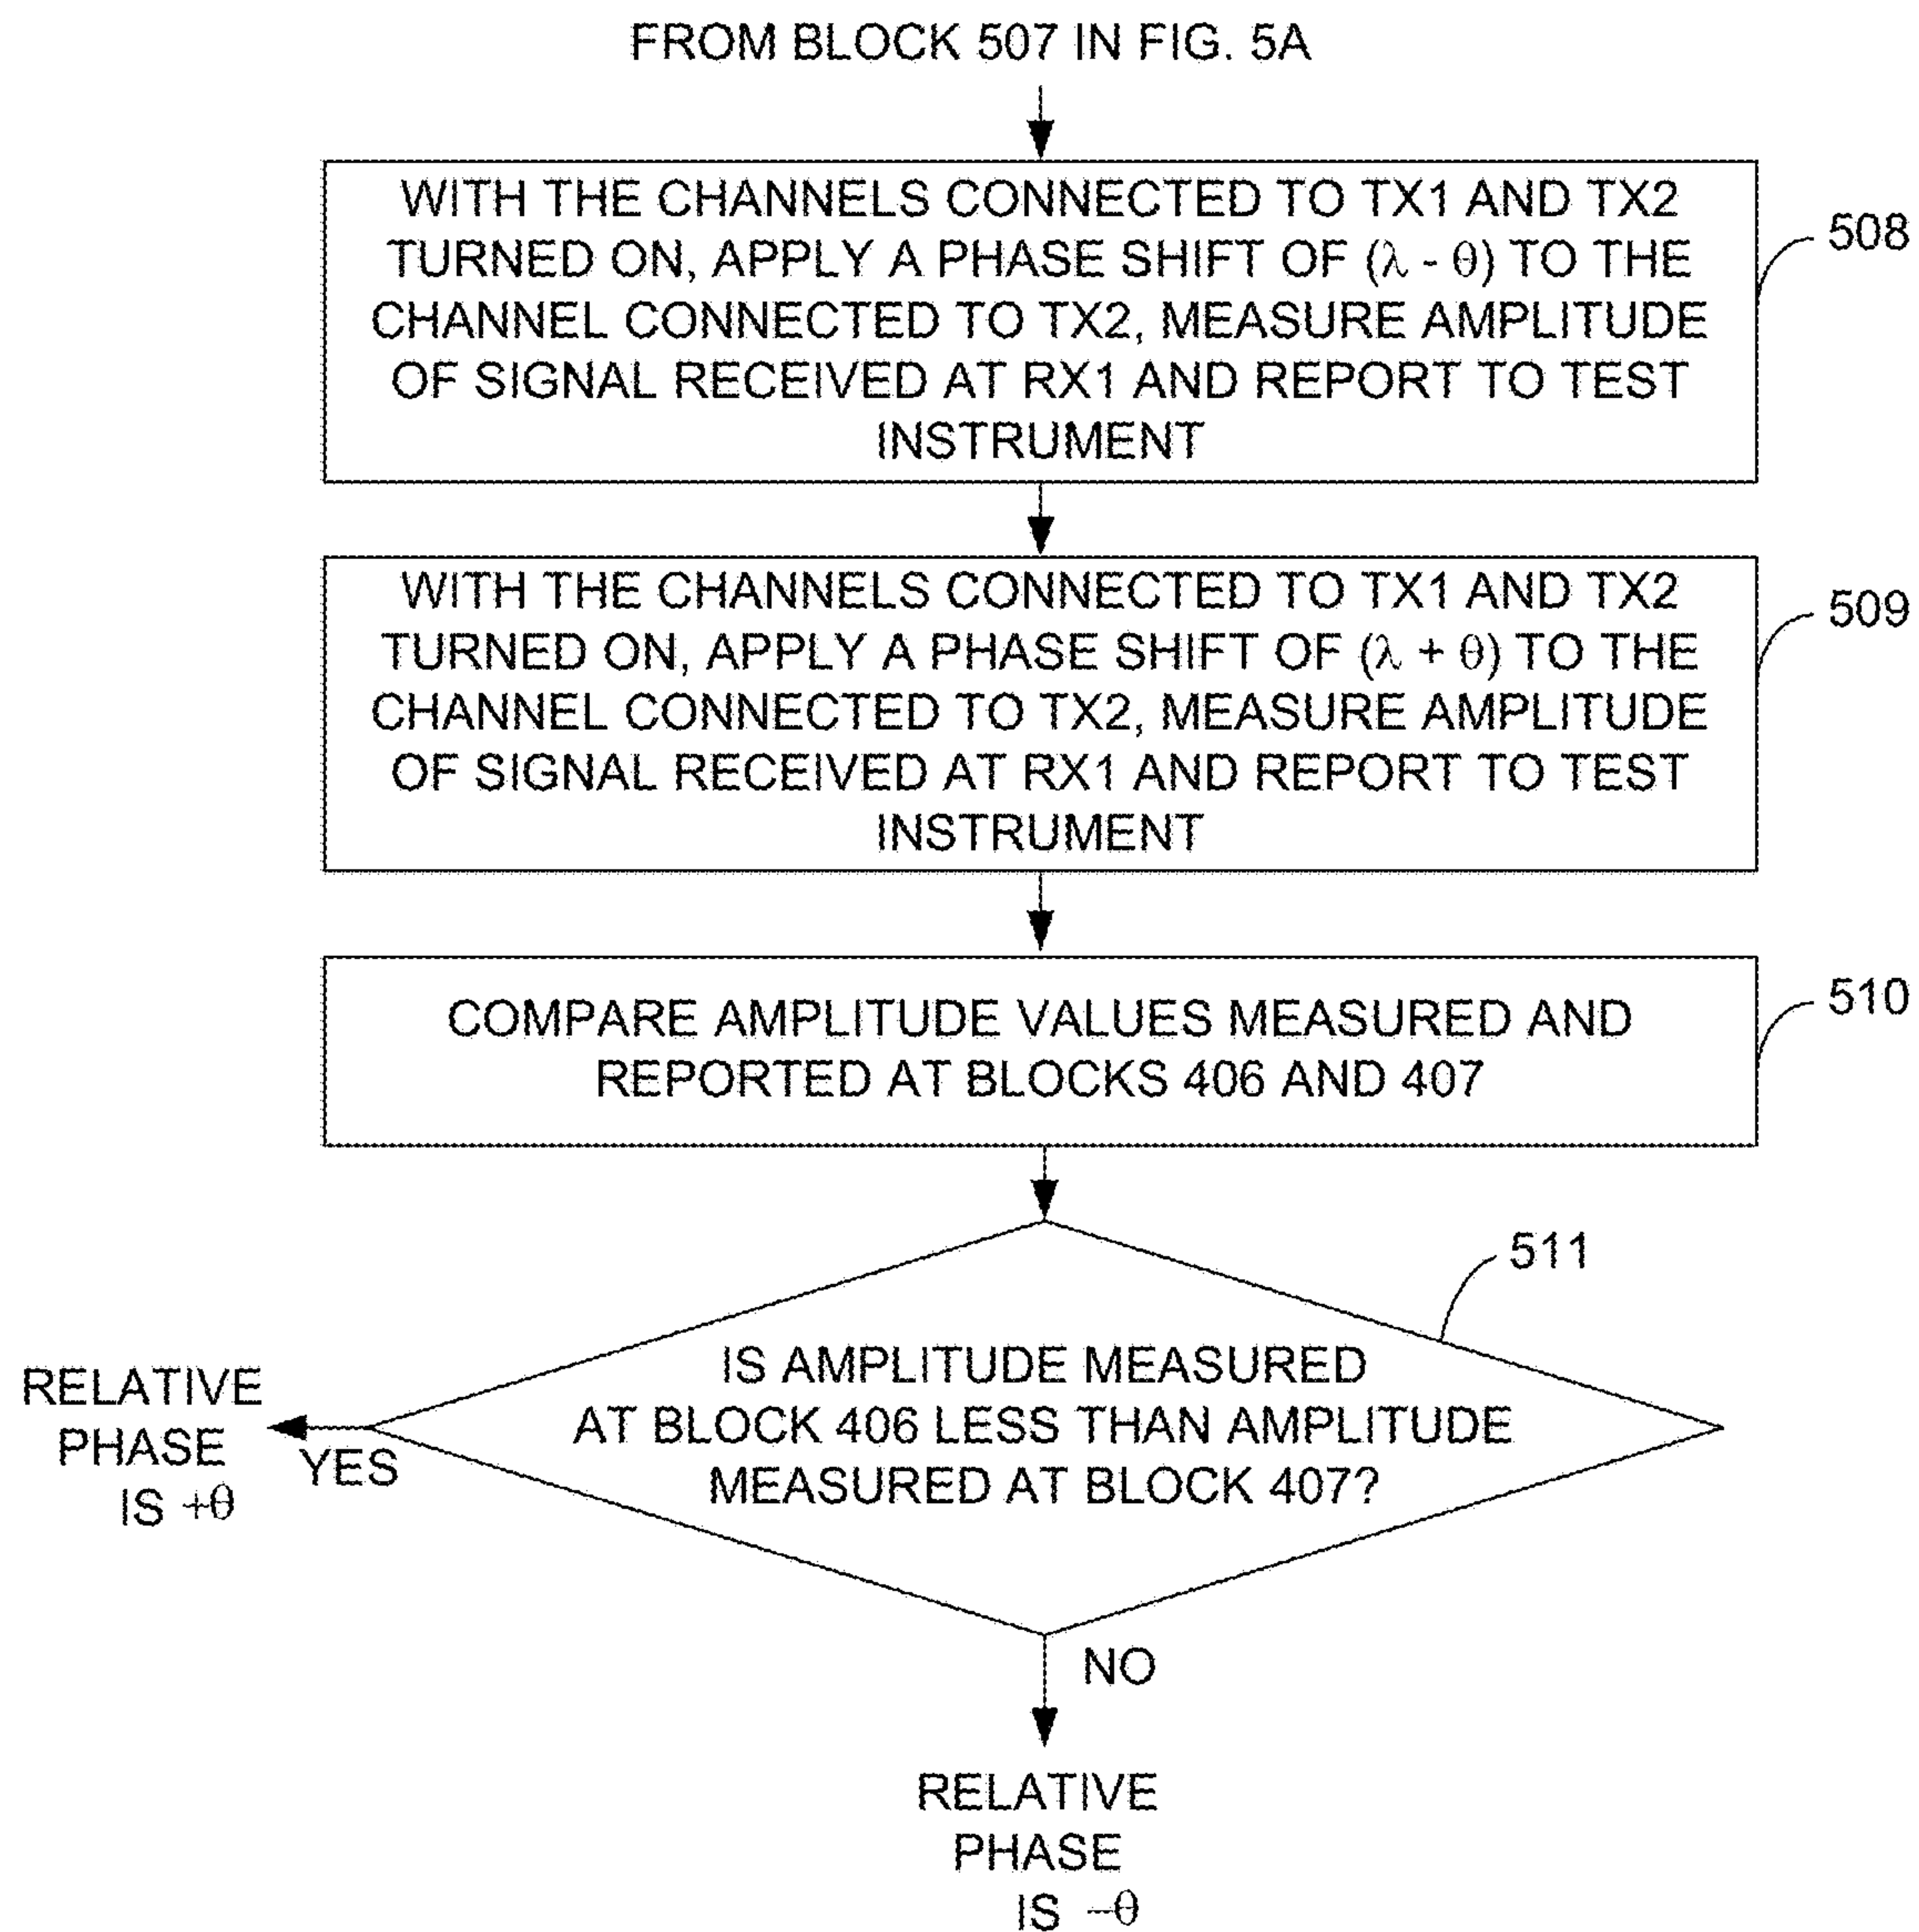 FROM BLOCK 507 IN FIG. 5A
WITH THE CHANNELS CONNECTED TO TX1 AND TX2
TURNED ON, APPLY A PHASE SHIFT OF (λ - θ) TO THE
CHANNEL CONNECTED TO TX2, MEASURE AMPLITUDE
OF SIGNAL RECEIVED AT RX1 AND REPORT TO TEST
INSTRUMENT
508
WITH THE CHANNELS CONNECTED TO TX1 AND TX2
TURNED ON, APPLY A PHASE SHIFT OF (λ + θ) TO THE
CHANNEL CONNECTED TO TX2, MEASURE AMPLITUDE
OF SIGNAL RECEIVED AT RX1 AND REPORT TO TEST
INSTRUMENT
509
COMPARE AMPLITUDE VALUES MEASURED AND
REPORTED AT BLOCKS 406 AND 407
510
511
IS AMPLITUDE MEASURED
AT BLOCK 406 LESS THAN AMPLITUDE
MEASURED AT BLOCK 407?
YES
RELATIVE
PHASE
IS +θ
NO
RELATIVE
PHASE
IS –θ